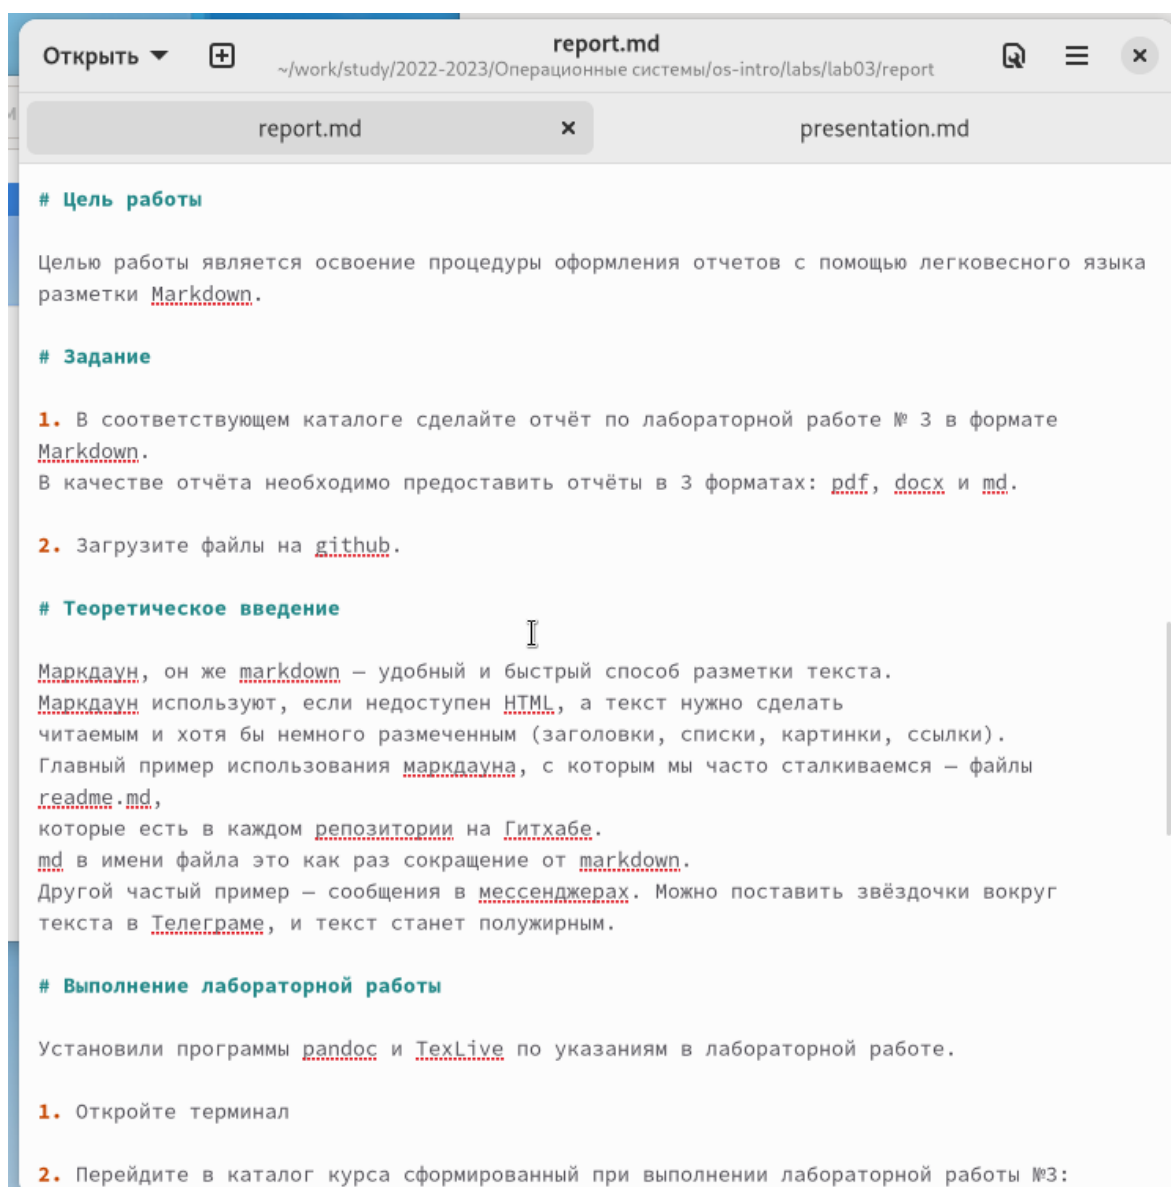 Открыть
report.md
~/work/study/2022-2023/Операционные системы/os-intro/labs/lab03/report
report.md
presentation.md
# Цель работы
Целью работы является освоение процедуры оформления отчетов с помощью легковесного языка
разметки Markdown.
# Задание
1. В соответствующем каталоге сделайте отчёт по лабораторной работе № 3 в формате
Markdown.
В качестве отчёта необходимо предоставить отчёты в 3 форматах: pdf, docx и md.
2. Загрузите файлы на github.
# Теоретическое введение
Маркдаун, он же markdown — удобный и быстрый способ разметки текста.
Маркдаун используют, если недоступен HTML, а текст нужно сделать
читаемым и хотя бы немного размеченным (заголовки, списки, картинки, ссылки).
Главный пример использования маркдауна, с которым мы часто сталкиваемся — файлы
readme.md,
которые есть в каждом репозитории на Гитхабе.
md в имени файла это как раз сокращение от markdown.
Другой частый пример — сообщения в мессенджерах. Можно поставить звёздочки вокруг
текста в Телеграме, и текст станет полужирным.
# Выполнение лабораторной работы
Установили программы pandoc и TexLive по указаниям в лабораторной работе.
1. Откройте терминал
2. Перейдите в каталог курса сформированный при выполнении лабораторной работы №3: